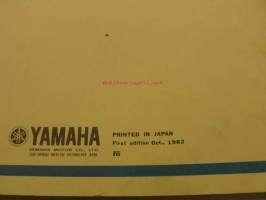 YAMAHA
YAMAHA MOTOR CO., LTD.
PRINTED IN JAPAN
First edition Oct., 1982